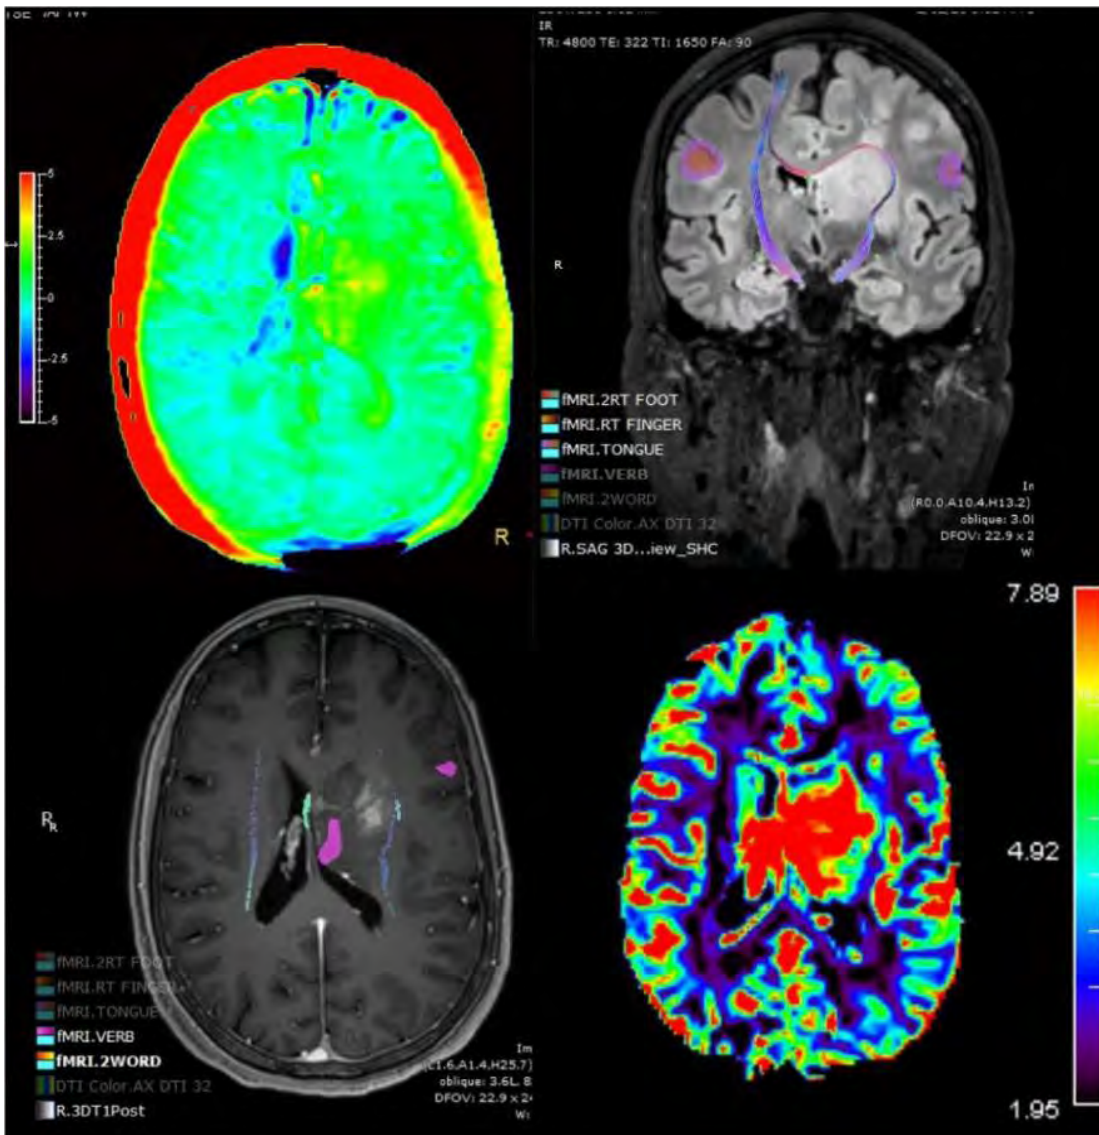 5
2.5
0
-2.5
-5
R
IR
TR: 4800 TE: 322 TI: 1650 FA: 90
R
fMRI.2RT FOOT
fMRI.RT FINGER
fMRI.TONGUE
fMRI.VERB
fMRI.2WORD
DTI Color.AX DTI 32
R.SAG 3D...iew_SHC
(R0.0.A10.4.H13.2)
oblique: 3.0
DFOV: 22.9 x 2
W:
R
R
fMRI.2RT FOOT
fMRI.RT FINGER
fMRI.TONGUE
fMRI.VERB
fMRI.2WORD
DTI Color.AX DTI 32
R.3DT1Post
Im
L1.6.A1.4.H25.7)
oblique: 3.6L. 8
DFOV: 22.9 x 24
W:
7.89
4.92
1.95